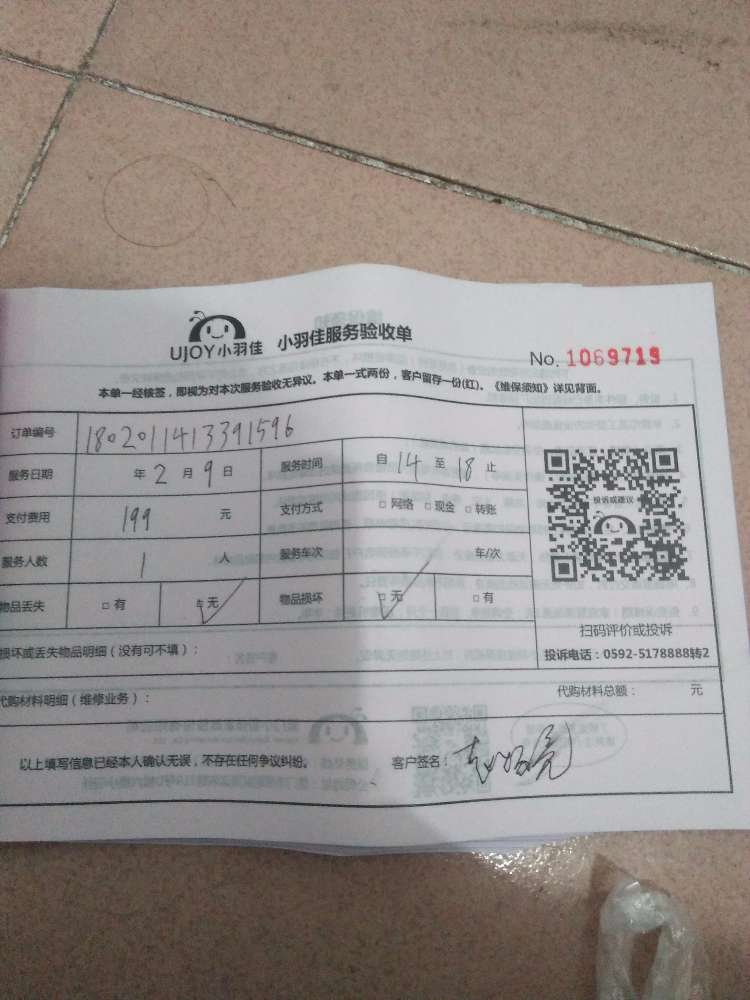 UJOY小羽佳 小羽佳服务验收单
No. 1069719
本单一经核签，即视为对本次服务验收无异议。本单一式两份，客户留存一份(红)、《维保须知》详见背面。
订单编号 1802011413391596
服务日期 年 2 月 9 日 服务时间 自 14 至 18 止
支付费用 199 元 支付方式 □ 网络 □ 现金 □ 转账
服务人数 1 人 服务车次 车/次
物品丢失 □ 有 □ 无 物品损坏 □ 无 □ 有
投诉或建议
扫码评价或投诉
投诉电话：0592-5178888转2
损坏或丢失物品明细（没有可不填）：
代购材料明细（维修业务）： 代购材料总额： 元
以上填写信息已经本人确认无误，不存在任何争议纠纷。 客户签名：